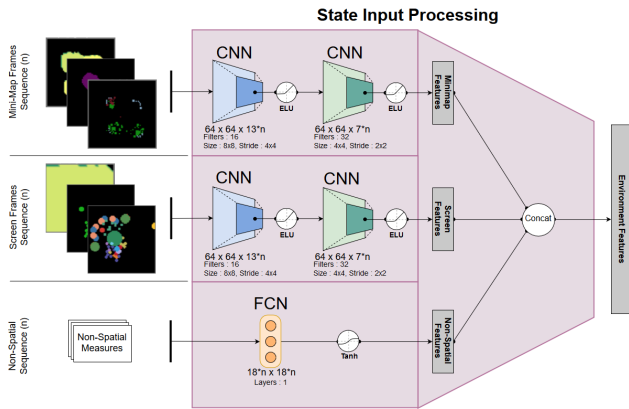 State Input Processing
Mini-Map Frames
Sequence (n)
CNN
ELU
64 x 64 x 13*n
Filters : 16
Size : 8x8, Stride : 4x4
CNN
ELU
64 x 64 x 7*n
Filters : 32
Size : 4x4, Stride : 2x2
Minimap
Features
Screen Frames
Sequence (n)
CNN
ELU
64 x 64 x 13*n
Filters : 16
Size : 8x8, Stride : 4x4
CNN
ELU
64 x 64 x 7*n
Filters : 32
Size : 4x4, Stride : 2x2
Screen
Features
Concat
Environment Features
Non-Spatial
Sequence (n)
Non-Spatial
Measures
FCN
18*n x 18*n
Layers : 1
Tanh
Non-Spatial
Features